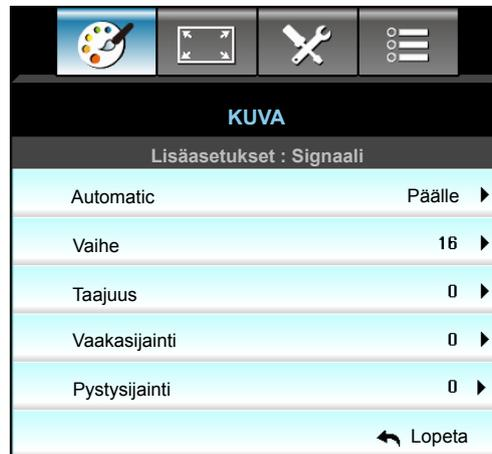 KUVA
Lisäasetukset : Signaali
Automatic Päälle
Vaihe 16
Taajuus 0
Vaakasijainti 0
Pystysijainti 0
Lopeta